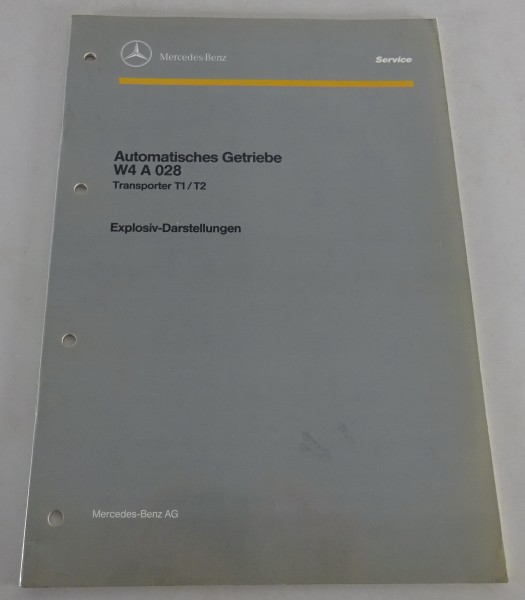 Mercedes-Benz
Service
Automatisches Getriebe
W4 A 028
Transporter T1/T2
Explosiv-Darstellungen
Mercedes-Benz AG